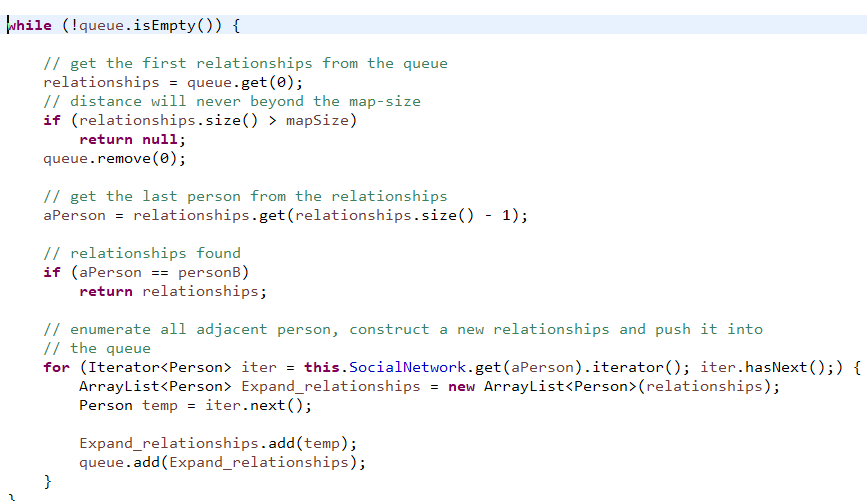 while (!queue.isEmpty()) {
// get the first relationships from the queue
relationships = queue.get(0);
// distance will never beyond the map-size
if (relationships.size() > mapSize)
return null;
queue.remove(0);
// get the last person from the relationships
aPerson = relationships.get(relationships.size() - 1);
// relationships found
if (aPerson == personB)
return relationships;
// enumerate all adjacent person, construct a new relationships and push it into
// the queue
for (Iterator<Person> iter = this.SocialNetwork.get(aPerson).iterator(); iter.hasNext();) {
ArrayList<Person> Expand_relationships = new ArrayList<Person>(relationships);
Person temp = iter.next();
Expand_relationships.add(temp);
queue.add(Expand_relationships);
}
}